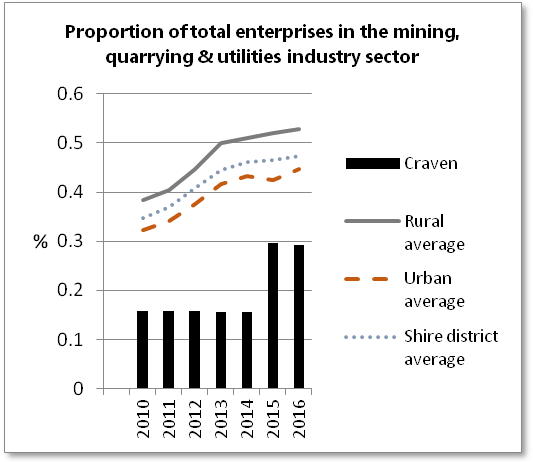 Proportion of total enterprises in the mining,
quarrying & utilities industry sector
0.6
0.5
0.4
0.3
0.2
0.1
0
%
2010
2011
2012
2013
2014
2015
2016
Craven
Rural
average
Urban
average
Shire district
average